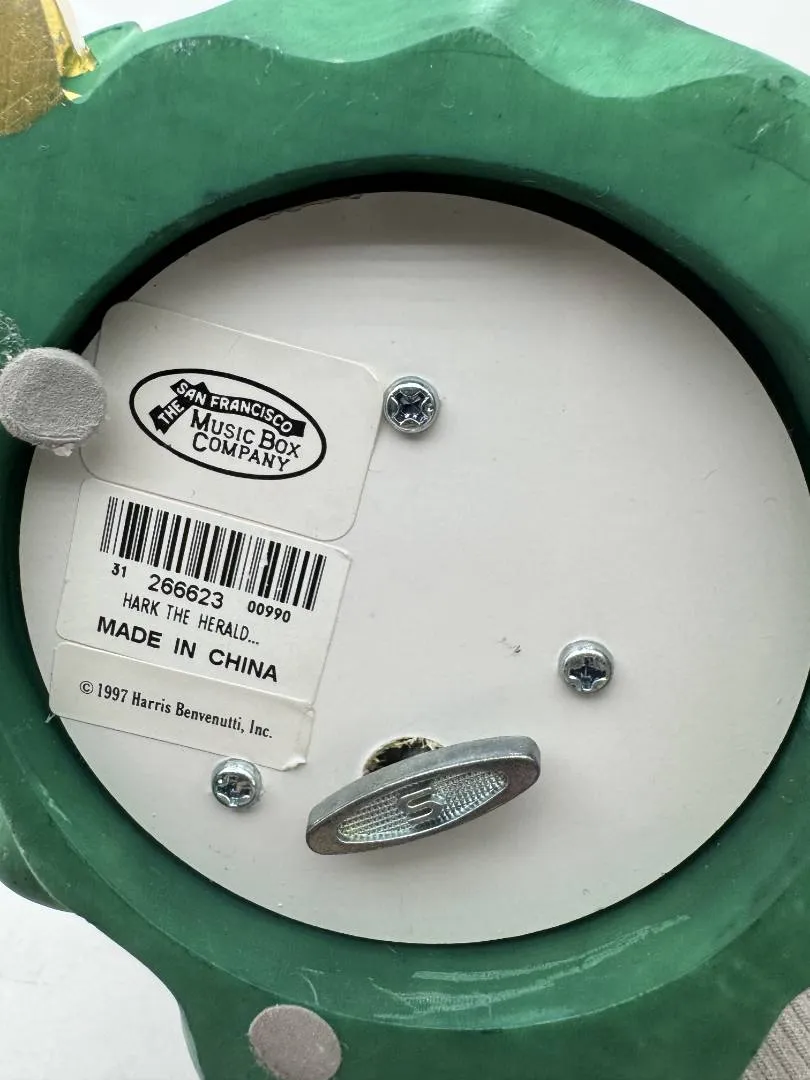 THE SAN FRANCISCO
MUSIC BOX
COMPANY
31 266623 00990
HARK THE HERALD...
MADE IN CHINA
© 1997 Harris Benvenutti, Inc.
S